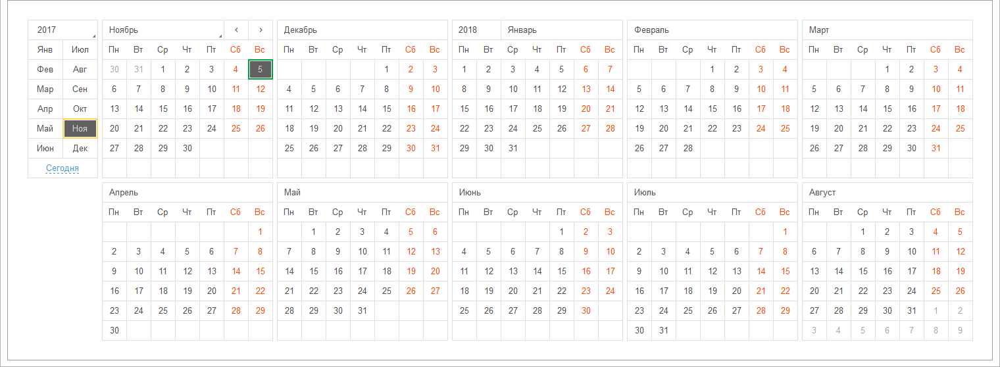 2017 Ноябрь ‹ › Декабрь 2018 Январь Февраль Март
Янв Июл Пн Вт Ср Чт Пт Сб Вс Пн Вт Ср Чт Пт Сб Вс Пн Вт Ср Чт Пт Сб Вс Пн Вт Ср Чт Пт Сб Вс Пн Вт Ср Чт Пт Сб Вс
Фев Авг 30 31 1 2 3 4 5 1 2 3 1 2 3 4 5 6 7 1 2 3 4 1 2 3 4
Мар Сен 6 7 8 9 10 11 12 4 5 6 7 8 9 10 8 9 10 11 12 13 14 5 6 7 8 9 10 11 5 6 7 8 9 10 11
Апр Окт 13 14 15 16 17 18 19 11 12 13 14 15 16 17 15 16 17 18 19 20 21 12 13 14 15 16 17 18 12 13 14 15 16 17 18
Май Ноя 20 21 22 23 24 25 26 18 19 20 21 22 23 24 22 23 24 25 26 27 28 19 20 21 22 23 24 25 19 20 21 22 23 24 25
Июн Дек 27 28 29 30 25 26 27 28 29 30 31 29 30 31 26 27 28 26 27 28 29 30 31
Сегодня
Апрель Май Июнь Июль Август
Пн Вт Ср Чт Пт Сб Вс Пн Вт Ср Чт Пт Сб Вс Пн Вт Ср Чт Пт Сб Вс Пн Вт Ср Чт Пт Сб Вс Пн Вт Ср Чт Пт Сб Вс
1 1 2 3 4 5 6 1 2 3 1 1 2 3 4 5
2 3 4 5 6 7 8 7 8 9 10 11 12 13 4 5 6 7 8 9 10 2 3 4 5 6 7 8 6 7 8 9 10 11 12
9 10 11 12 13 14 15 14 15 16 17 18 19 20 11 12 13 14 15 16 17 9 10 11 12 13 14 15 13 14 15 16 17 18 19
16 17 18 19 20 21 22 21 22 23 24 25 26 27 18 19 20 21 22 23 24 16 17 18 19 20 21 22 20 21 22 23 24 25 26
23 24 25 26 27 28 29 28 29 30 31 25 26 27 28 29 30 23 24 25 26 27 28 29 27 28 29 30 31 1 2
30 30 31 3 4 5 6 7 8 9